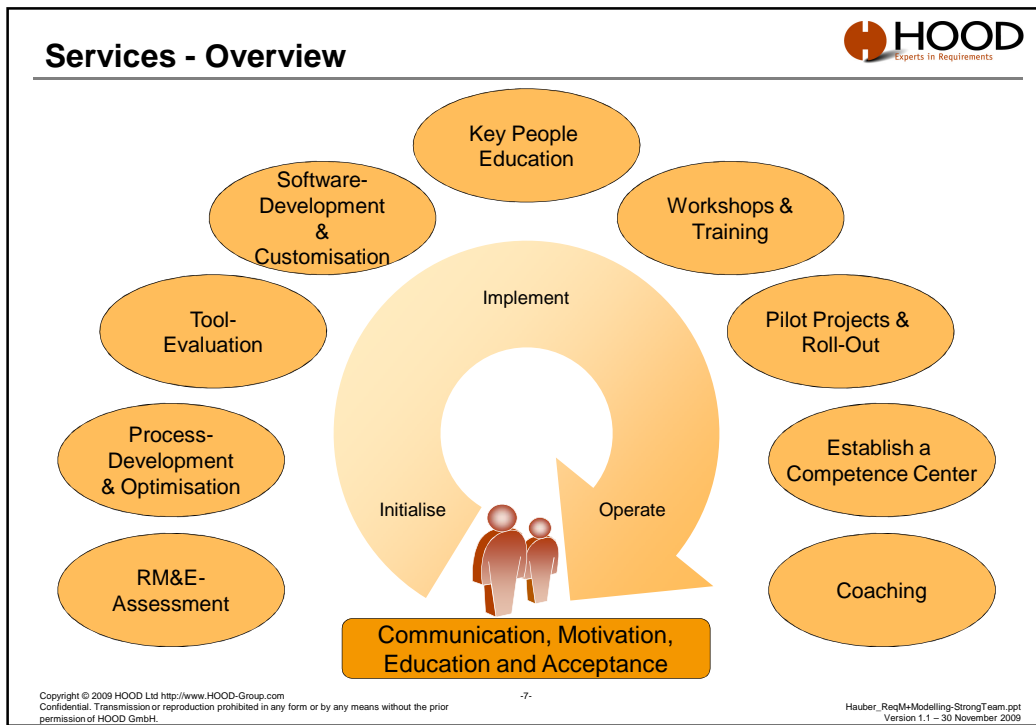 Services - Overview
HOOD
Experts in Requirements
Key People
Education
Software-
Development
&
Customisation
Workshops &
Training
Implement
Tool-
Evaluation
Pilot Projects &
Roll-Out
Process-
Development
& Optimisation
Establish a
Competence Center
Initialise
Operate
RM&E-
Assessment
Coaching
Communication, Motivation,
Education and Acceptance
Copyright © 2009 HOOD Ltd http://www.HOOD-Group.com
Confidential. Transmission or reproduction prohibited in any form or by any means without the prior
permission of HOOD GmbH.
-7-
Hauber_ReqM+Modelling-StrongTeam.ppt
Version 1.1 – 30 November 2009